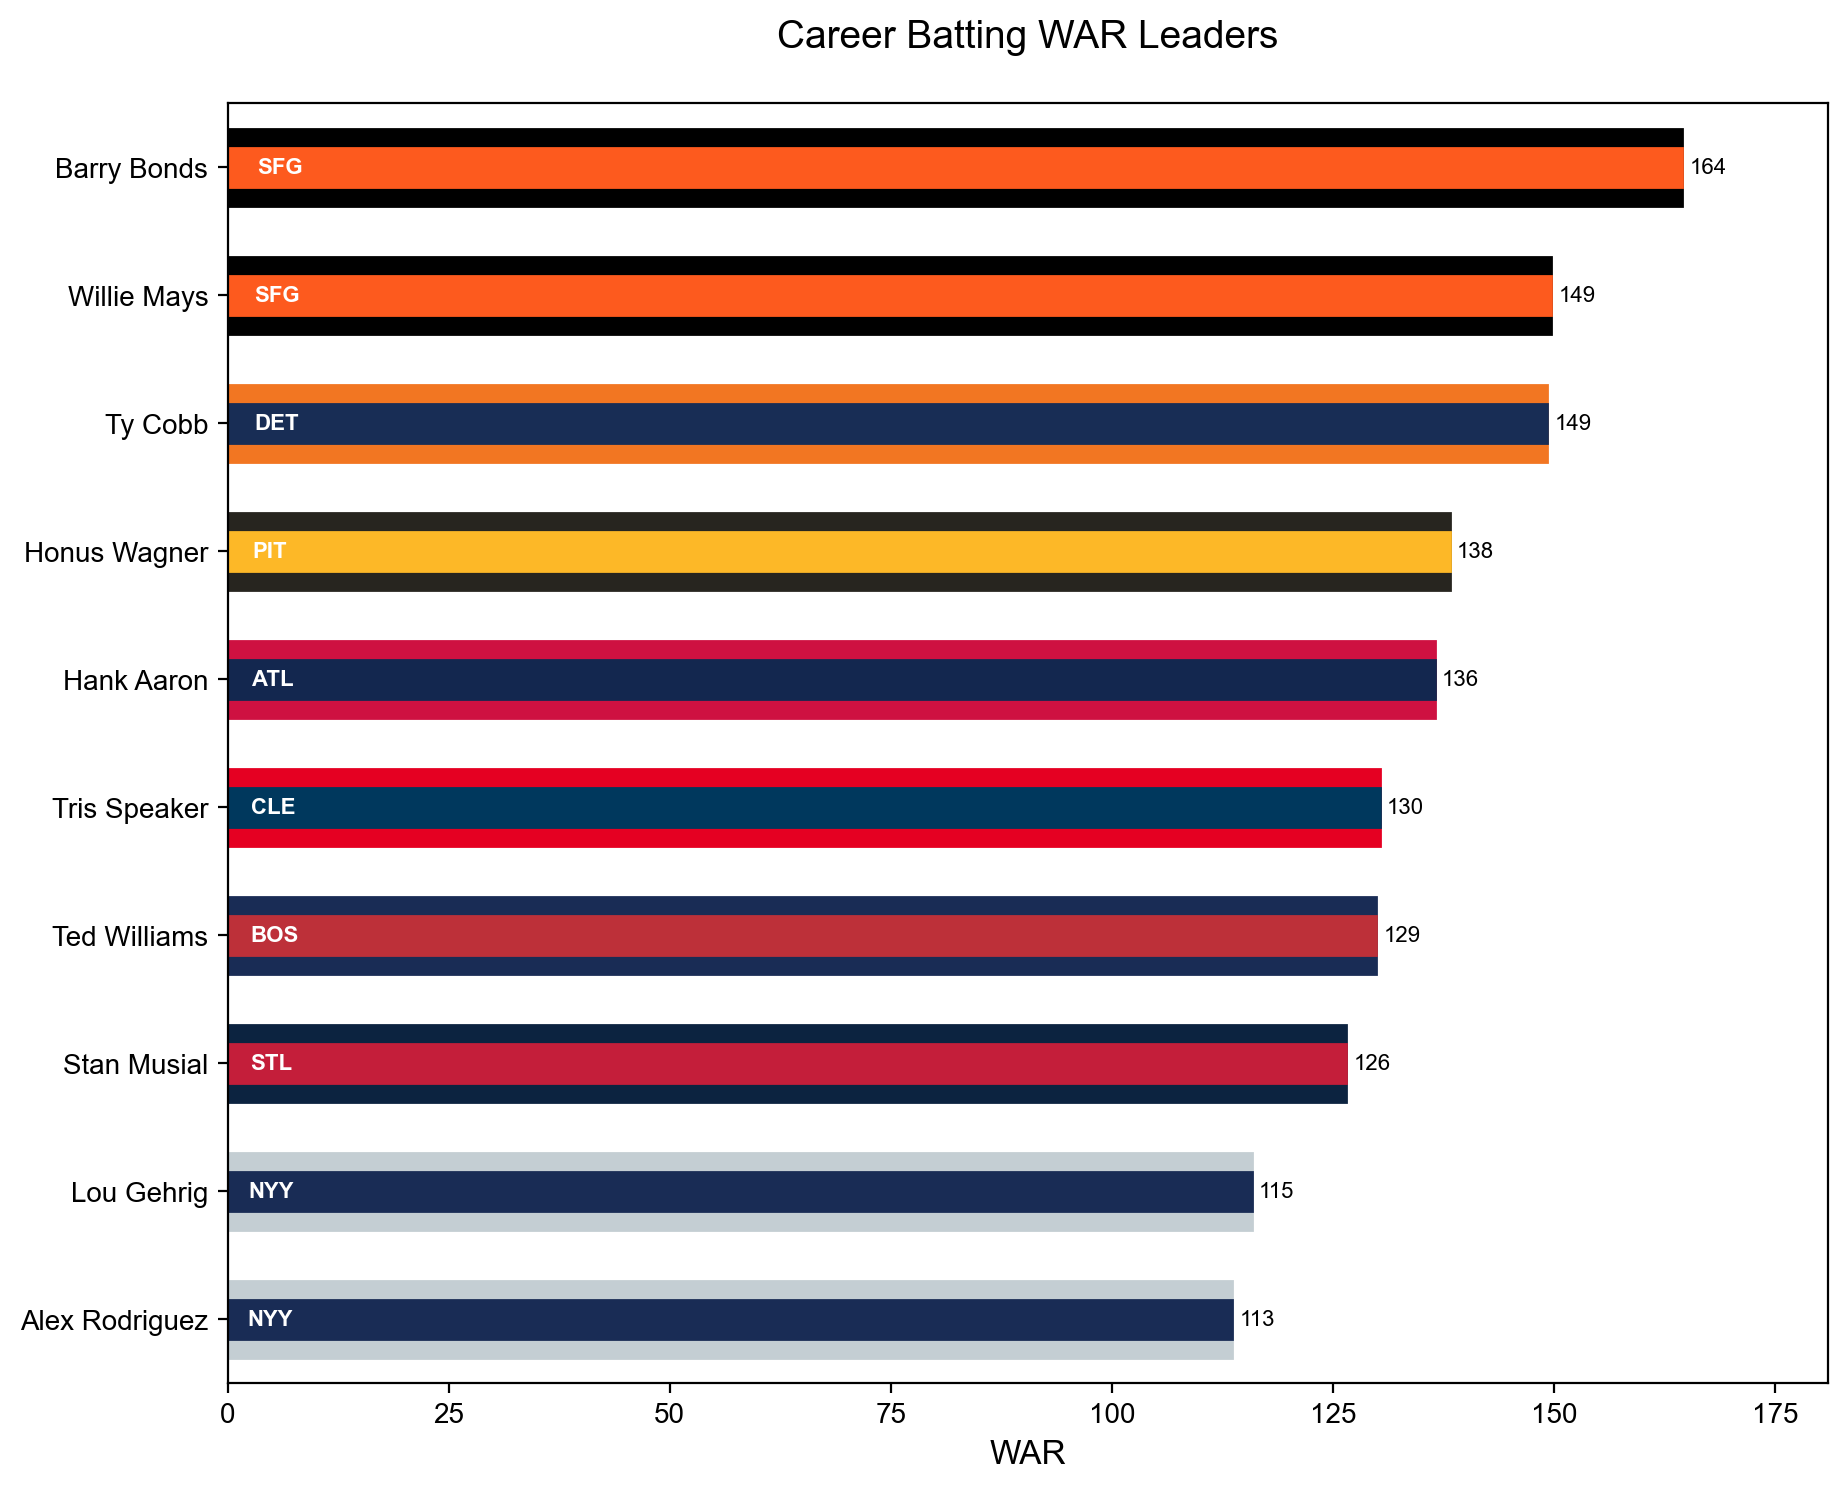 Career Batting WAR Leaders
Barry Bonds SFG 164
Willie Mays SFG 149
Ty Cobb DET 149
Honus Wagner PIT 138
Hank Aaron ATL 136
Tris Speaker CLE 130
Ted Williams BOS 129
Stan Musial STL 126
Lou Gehrig NYY 115
Alex Rodriguez NYY 113
0 25 50 75 100 125 150 175
WAR